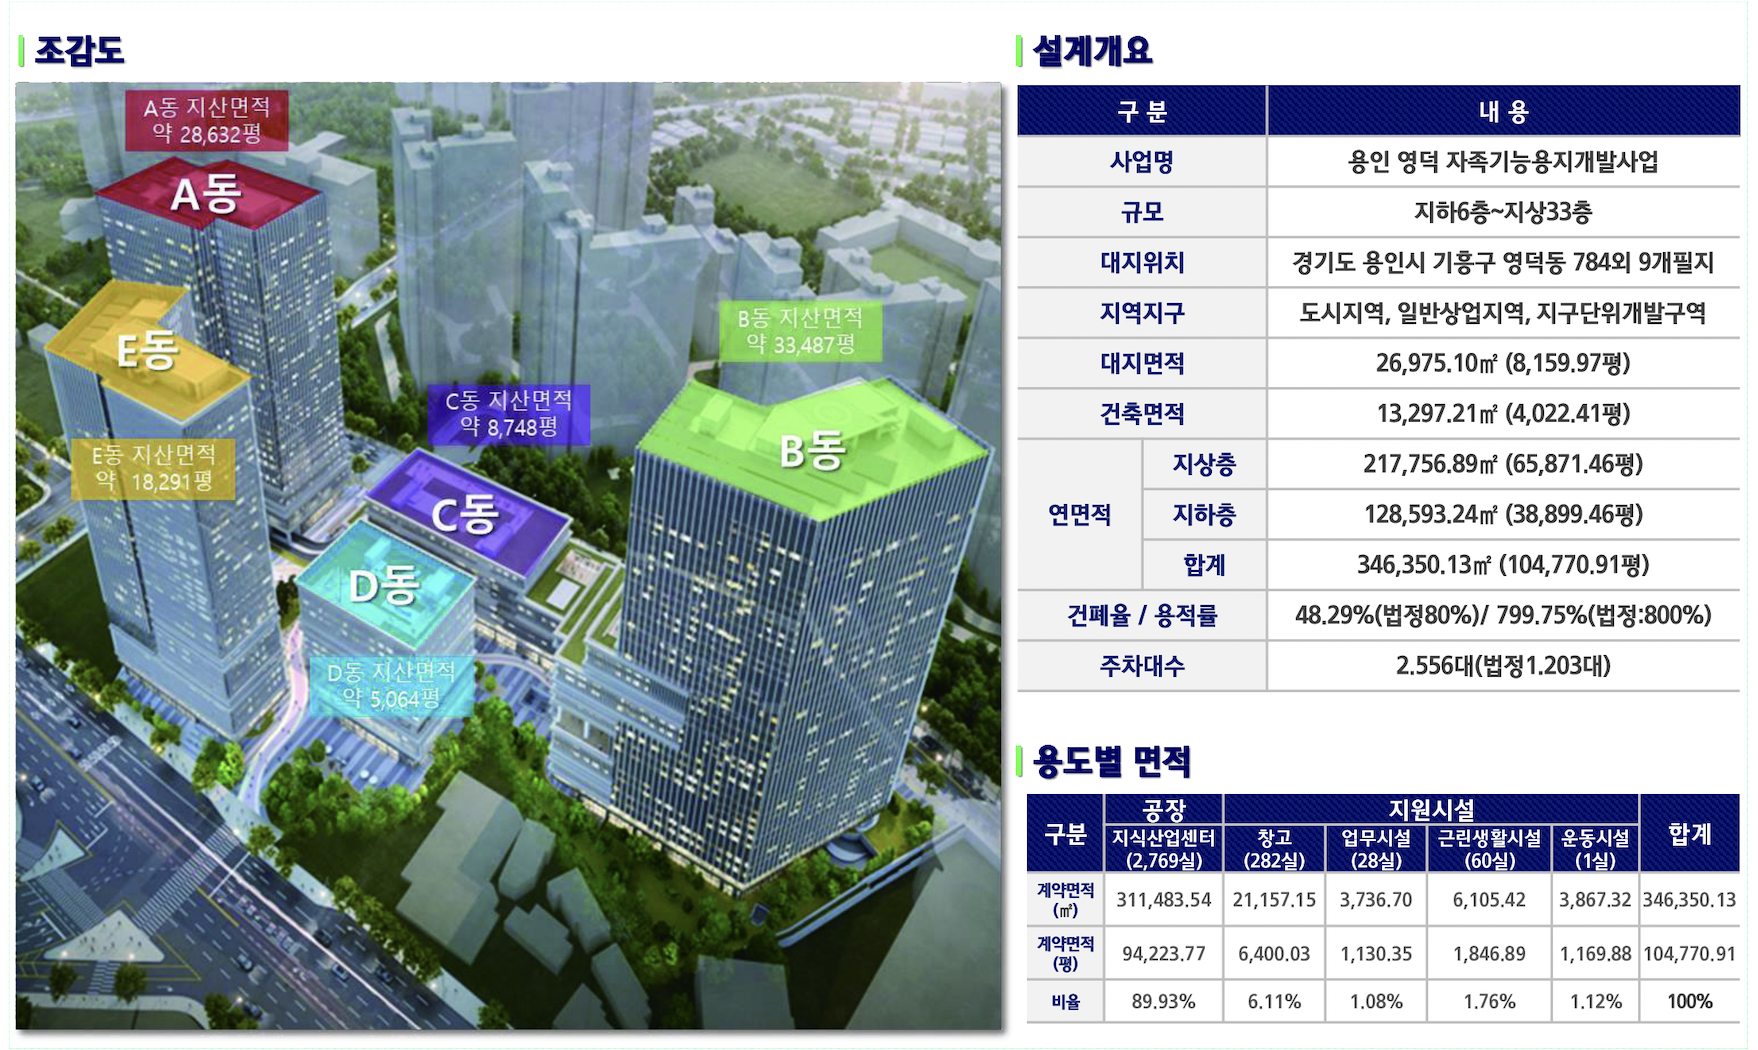 조감도
A동 지산면적
약 28,632평
A동
E동
E동 지산면적
약 18,291평
C동 지산면적
약 8,748평
C동
B동 지산면적
약 33,487평
B동
D동
D동 지산면적
약 5,064평
설계개요
구 분 내 용
사업명 용인 영덕 자족기능용지개발사업
규모 지하6층~지상33층
대지위치 경기도 용인시 기흥구 영덕동 784외 9개필지
지역지구 도시지역, 일반상업지역, 지구단위개발구역
대지면적 26,975.10㎡ (8,159.97평)
건축면적 13,297.21㎡ (4,022.41평)
연면적 지상층 217,756.89㎡ (65,871.46평)
지하층 128,593.24㎡ (38,899.46평)
합계 346,350.13㎡ (104,770.91평)
건폐율 / 용적률 48.29%(법정80%)/ 799.75%(법정:800%)
주차대수 2.556대(법정1.203대)
용도별 면적
구분 공장 지원시설 합계
지식산업센터 창고 업무시설 근린생활시설 운동시설
(2,769실) (282실) (28실) (60실) (1실)
계약면적
(㎡) 311,483.54 21,157.15 3,736.70 6,105.42 3,867.32 346,350.13
계약면적
(평) 94,223.77 6,400.03 1,130.35 1,846.89 1,169.88 104,770.91
비율 89.93% 6.11% 1.08% 1.76% 1.12% 100%